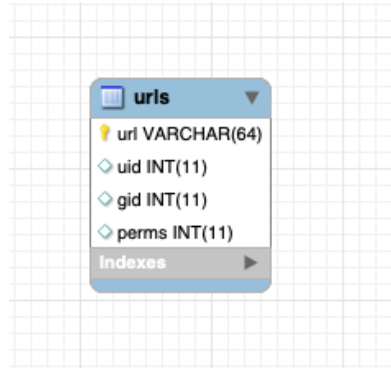 urls
url VARCHAR(64)
uid INT(11)
gid INT(11)
perms INT(11)
Indexes